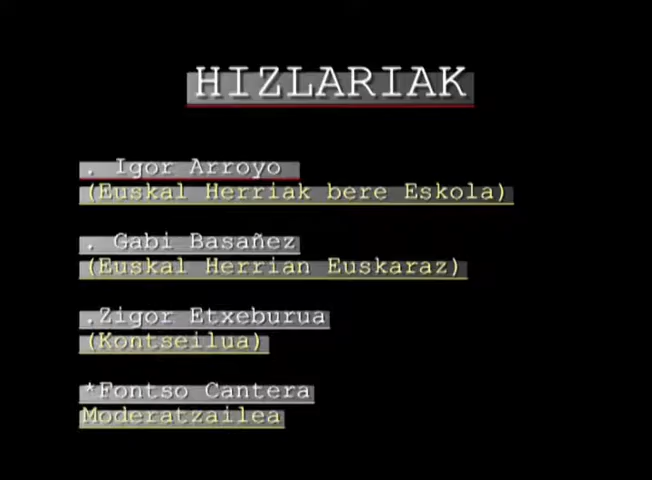 HIZLARIAK
. Igor Arroyo
(Euskal Herriak bere Eskola)
. Gabi Basañez
(Euskal Herrian Euskaraz)
.Zigor Etxeburua
(Kontseilua)
*Fontso Cantera
Moderatzailea